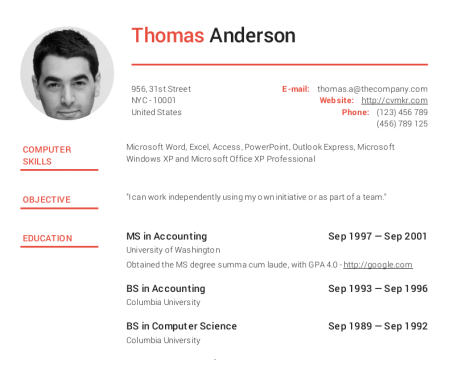 Thomas Anderson
956, 31st Street
NYC - 10001
United States
E-mail: thomas.a@thecompany.com
Website: http://cvmkr.com
Phone: (123) 456 789
(456) 789 125
COMPUTER
SKILLS
Microsoft Word, Excel, Access, PowerPoint, Outlook Express, Microsoft
Windows XP and Microsoft Office XP Professional
OBJECTIVE
"I can work independently using my own initiative or as part of a team."
EDUCATION
MS in Accounting Sep 1997 — Sep 2001
University of Washington
Obtained the MS degree summa cum laude, with GPA 4.0 - http://google.com
BS in Accounting Sep 1993 — Sep 1996
Columbia University
BS in Computer Science Sep 1989 — Sep 1992
Columbia University